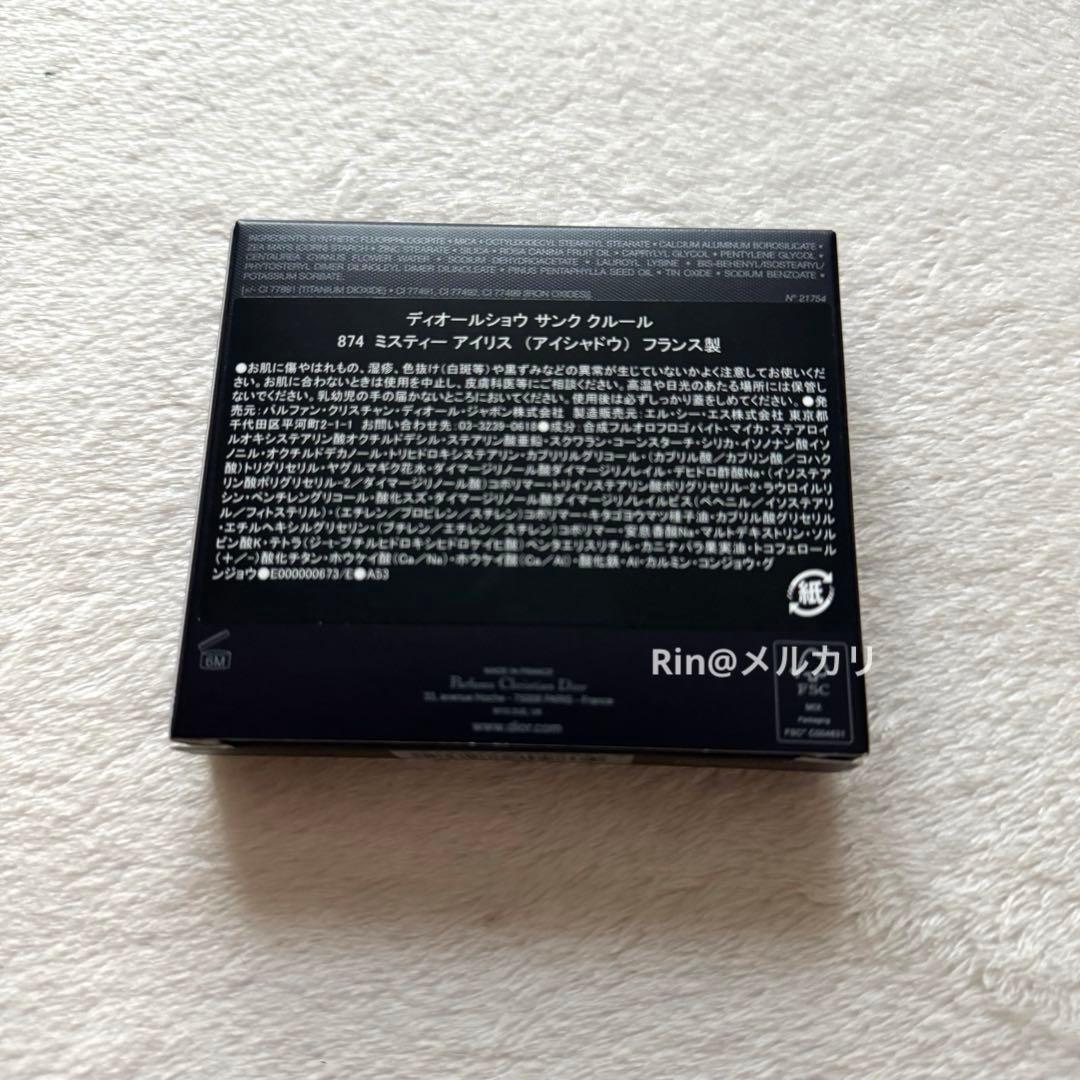 INGREDIENTS: SYNTHETIC FLUORPHLOGOPITE • MICA • OCTYLDODECYL STEAROYL STEARATE • CALCIUM ALUMINUM BOROSILICATE •
ZEA MAYS (CORN) STARCH • ZINC STEARATE • SILICA • ROSA CANINA FRUIT OIL • CAPRYLYL GLYCOL • PENTYLENE GLYCOL •
CENTAUREA CYANUS FLOWER WATER • SODIUM DEHYDROACETATE • LAUROYL LYSINE • BIS-BEHENYL/ISOSTEARYL/
PHYTOSTERYL DIMER DILINOLEYL DIMER DILINOLEATE • PINUS PENTAPHYLLA SEED OIL • TIN OXIDE • SODIUM BENZOATE •
POTASSIUM SORBATE.
[+/- CI 77891 (TITANIUM DIOXIDE) • CI 77491, CI 77492, CI 77499 (IRON OXIDES)].
N° 21754
ディオールショウ サンク クルール
874 ミスティー アイリス (アイシャドウ) フランス製
●お肌に傷やはれもの、湿疹、色抜け(白斑等)や黒ずみなどの異常が生じていないかよく注意してお使いくだ
さい。お肌に合わないときは使用を中止し、皮膚科医等にご相談ください。高温や日光のあたる場所には保管し
ないでください。乳幼児の手の届かないところにおいてください。使用後は必ずしっかり蓋をしめてください。●発
売元:パルファン・クリスチャン・ディオール・ジャポン株式会社 製造販売元:エル・シー・エス株式会社 東京都
千代田区平河町2-1-1 お問い合わせ先:03-3239-0618●成分:合成フルオロフロゴパイト・マイカ・ステアロイ
ルオキシステアリン酸オクチルドデシル・ステアリン酸亜鉛・スクワラン・コーンスターチ・シリカ・イソノナン酸イソ
ノニル・オクチルドデカノール・トリヒドロキシステアリン・カプリリルグリコール・(カプリル酸/カプリン酸/コハク
酸)トリグリセリル・ヤグルマギク花水・ダイマージリノール酸ダイマージリノレイル・デヒドロ酢酸Na・(イソステア
リン酸ポリグリセリル-2/ダイマージリノール酸)コポリマー・トリイソステアリン酸ポリグリセリル-2・ラウロイルリ
シン・ペンチレングリコール・酸化スズ・ダイマージリノール酸ダイマージリノレイルビス(ベヘニル/イソステアリ
ル/フィトステリル)・(エチレン/プロピレン/スチレン)コポリマー・キタゴヨウマツ種子油・カプリル酸グリセリル
・エチルヘキシルグリセリン・(ブチレン/エチレン/スチレン)コポリマー・安息香酸Na・マルトデキストリン・ソル
ビン酸K・テトラ(ジ-t-ブチルヒドロキシヒドロケイヒ酸)ペンタエリスリチル・カニナバラ果実油・トコフェロール
(+/-)酸化チタン・ホウケイ酸(Ca/Na)・ホウケイ酸(Ca/Al)・酸化鉄・Al・カルミン・コンジョウ・グ
ンジョウ●E000000673/E●A53
紙
6M
Rin@メルカリ
MADE IN FRANCE
Parfums Christian Dior
33, avenue Hoche - 75008 PARIS - France
www.dior.com
FSC
MIX
Packaging